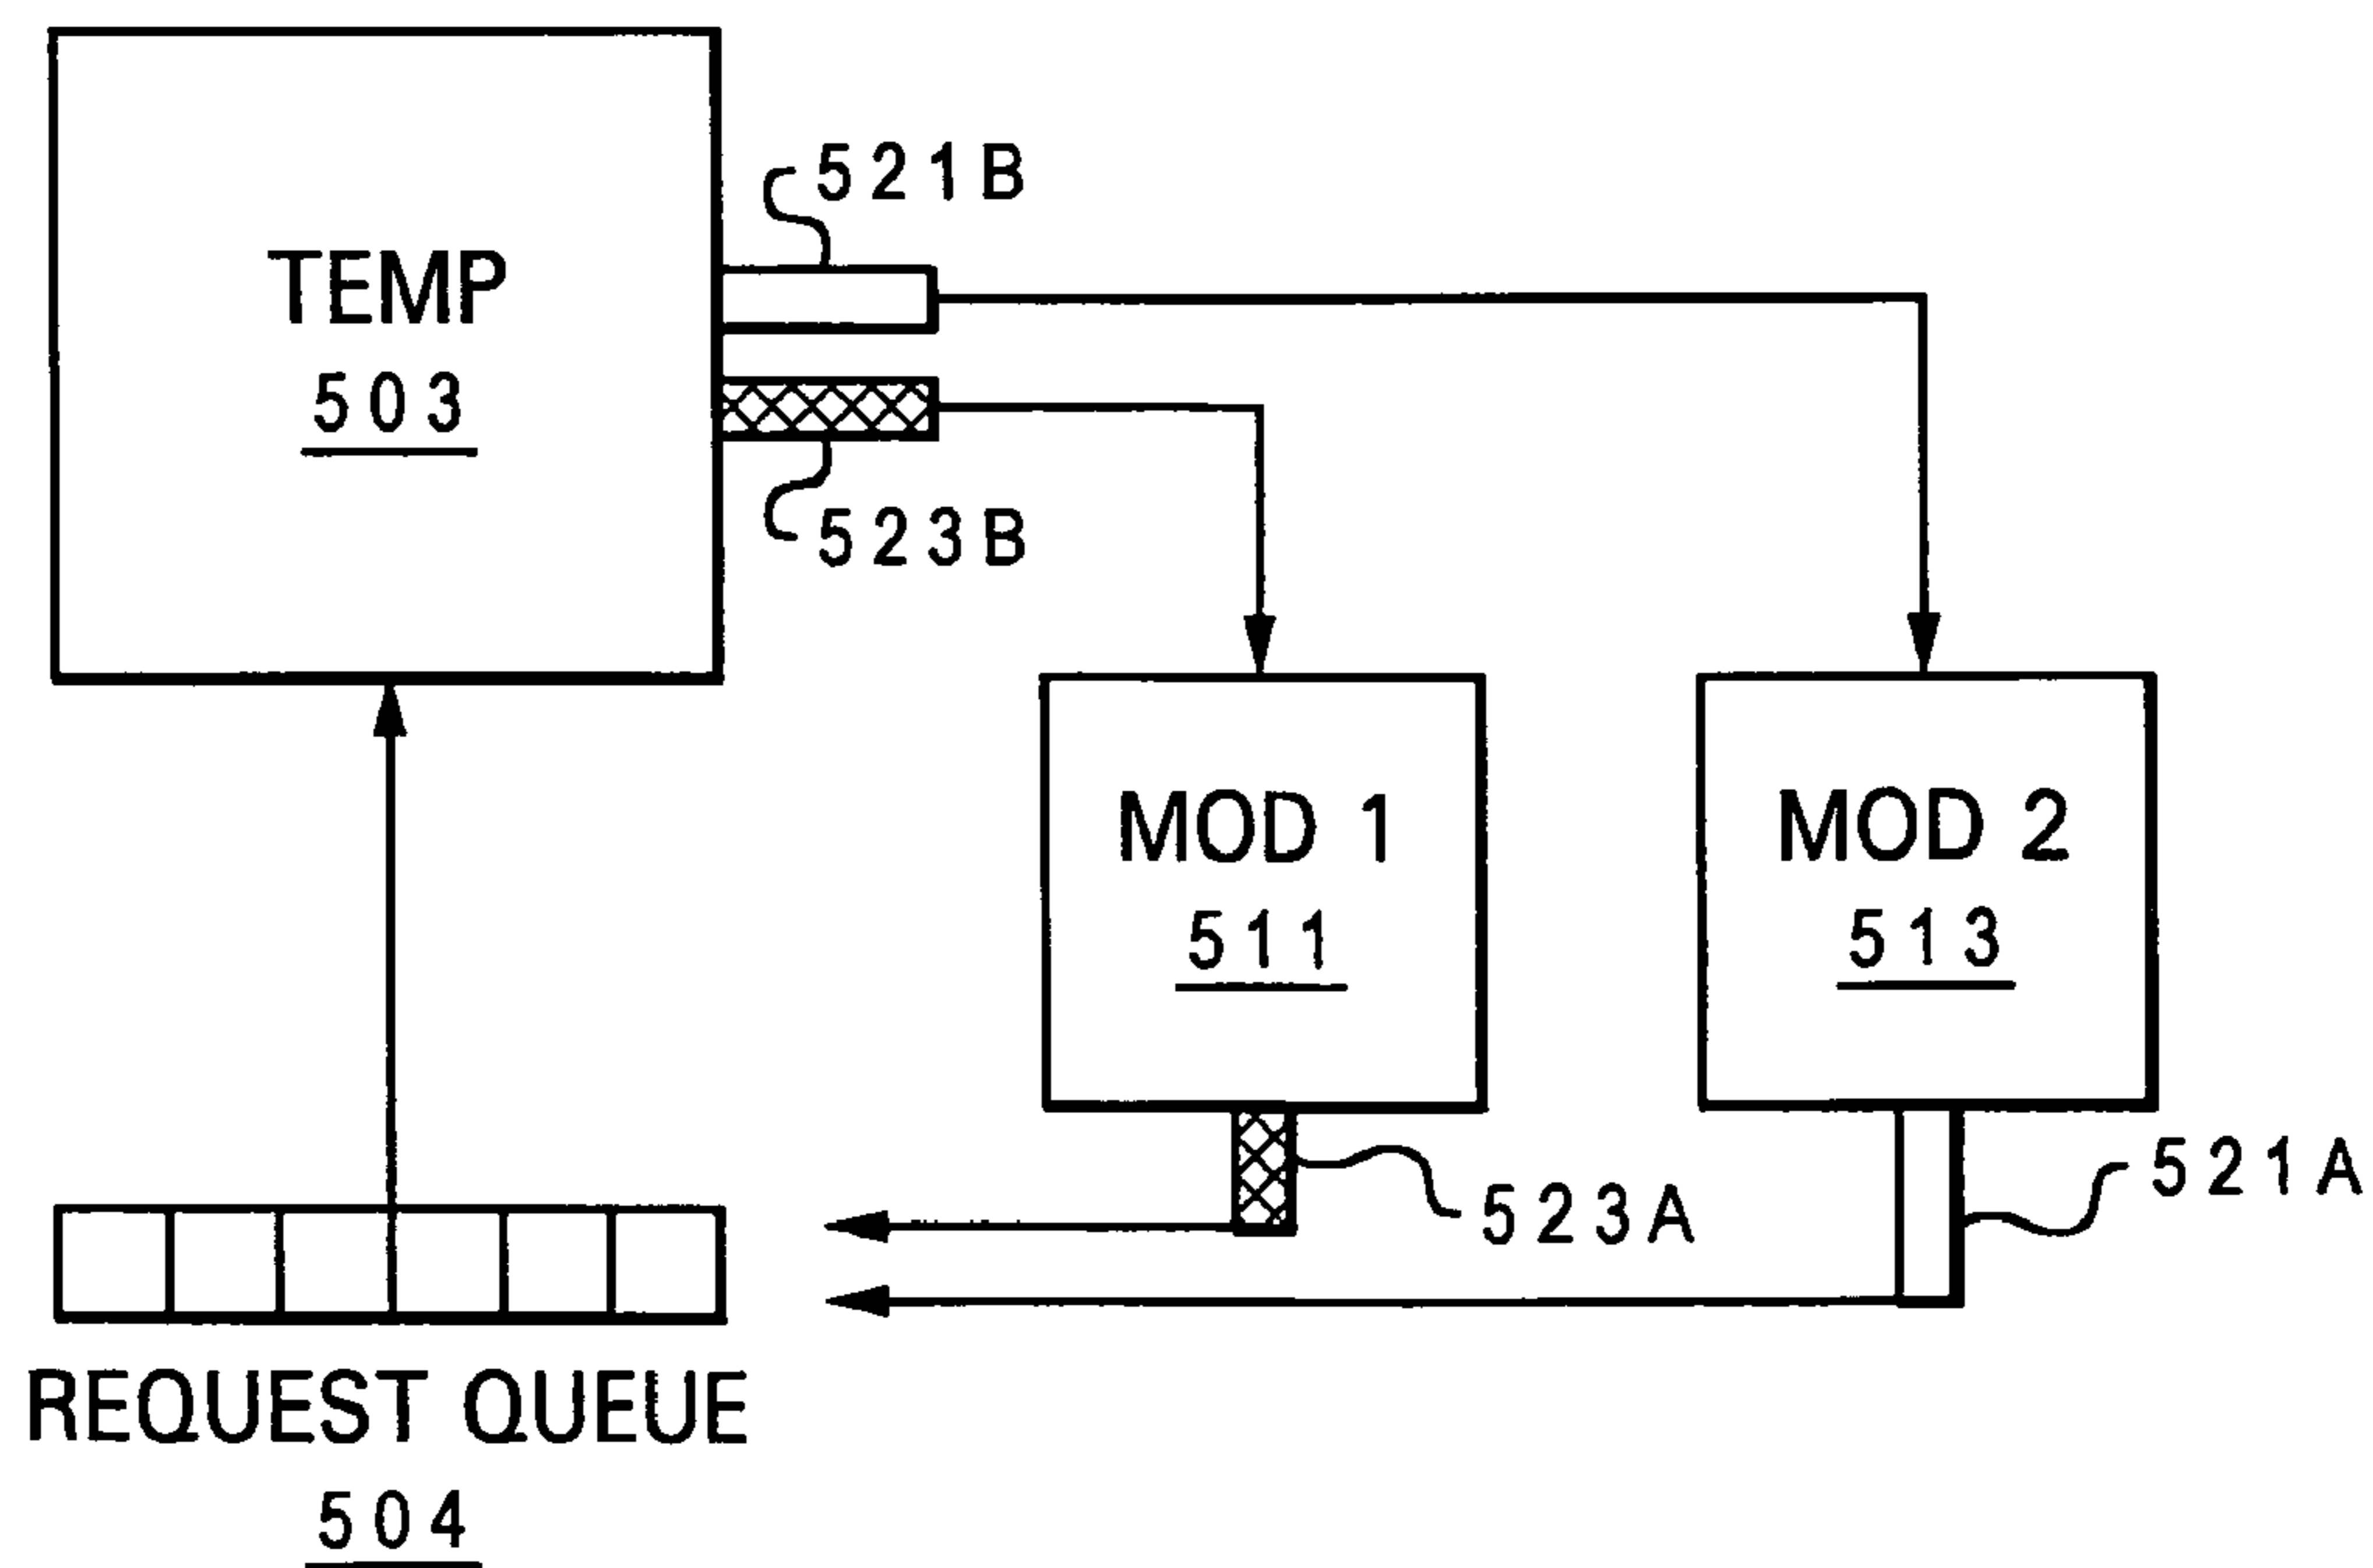 521B
TEMP
503
523B
MOD 1
511
MOD 2
513
521A
523A
REQUEST QUEUE
504